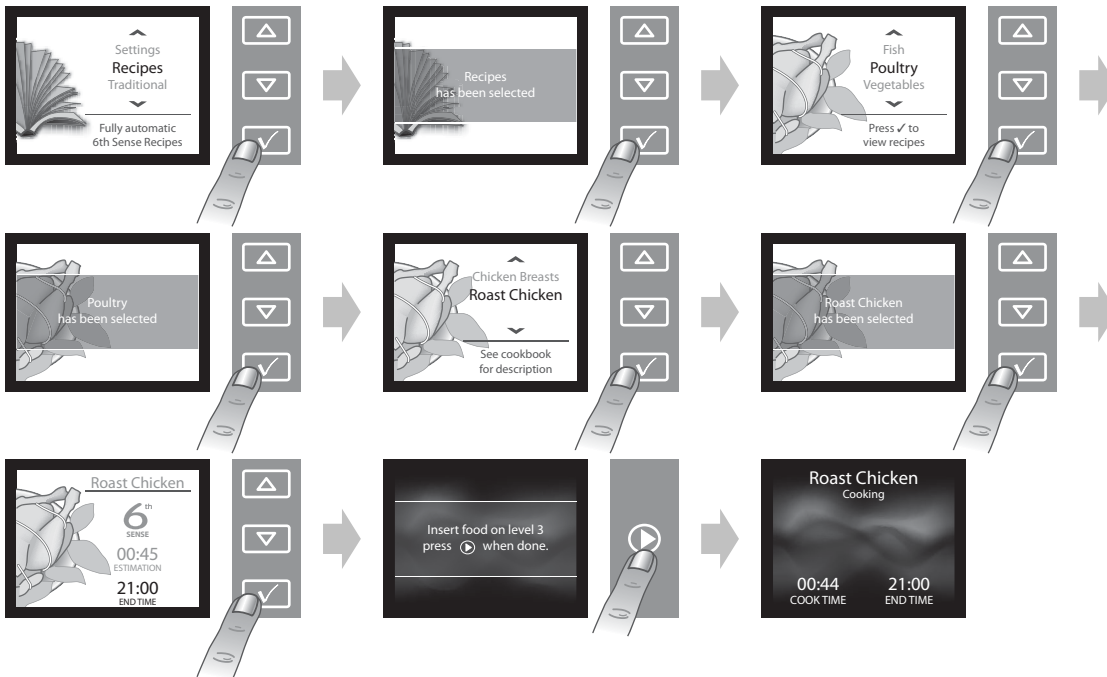 Settings
Recipes
Traditional
Fully automatic
6th Sense Recipes
Recipes
has been selected
Fish
Poultry
Vegetables
Press ✓ to
view recipes
Poultry
has been selected
Chicken Breasts
Roast Chicken
See cookbook
for description
Roast Chicken
has been selected
Roast Chicken
6th
SENSE
00:45
ESTIMATION
21:00
END TIME
Insert food on level 3
press ▶ when done.
Roast Chicken
Cooking
00:44 21:00
COOK TIME END TIME